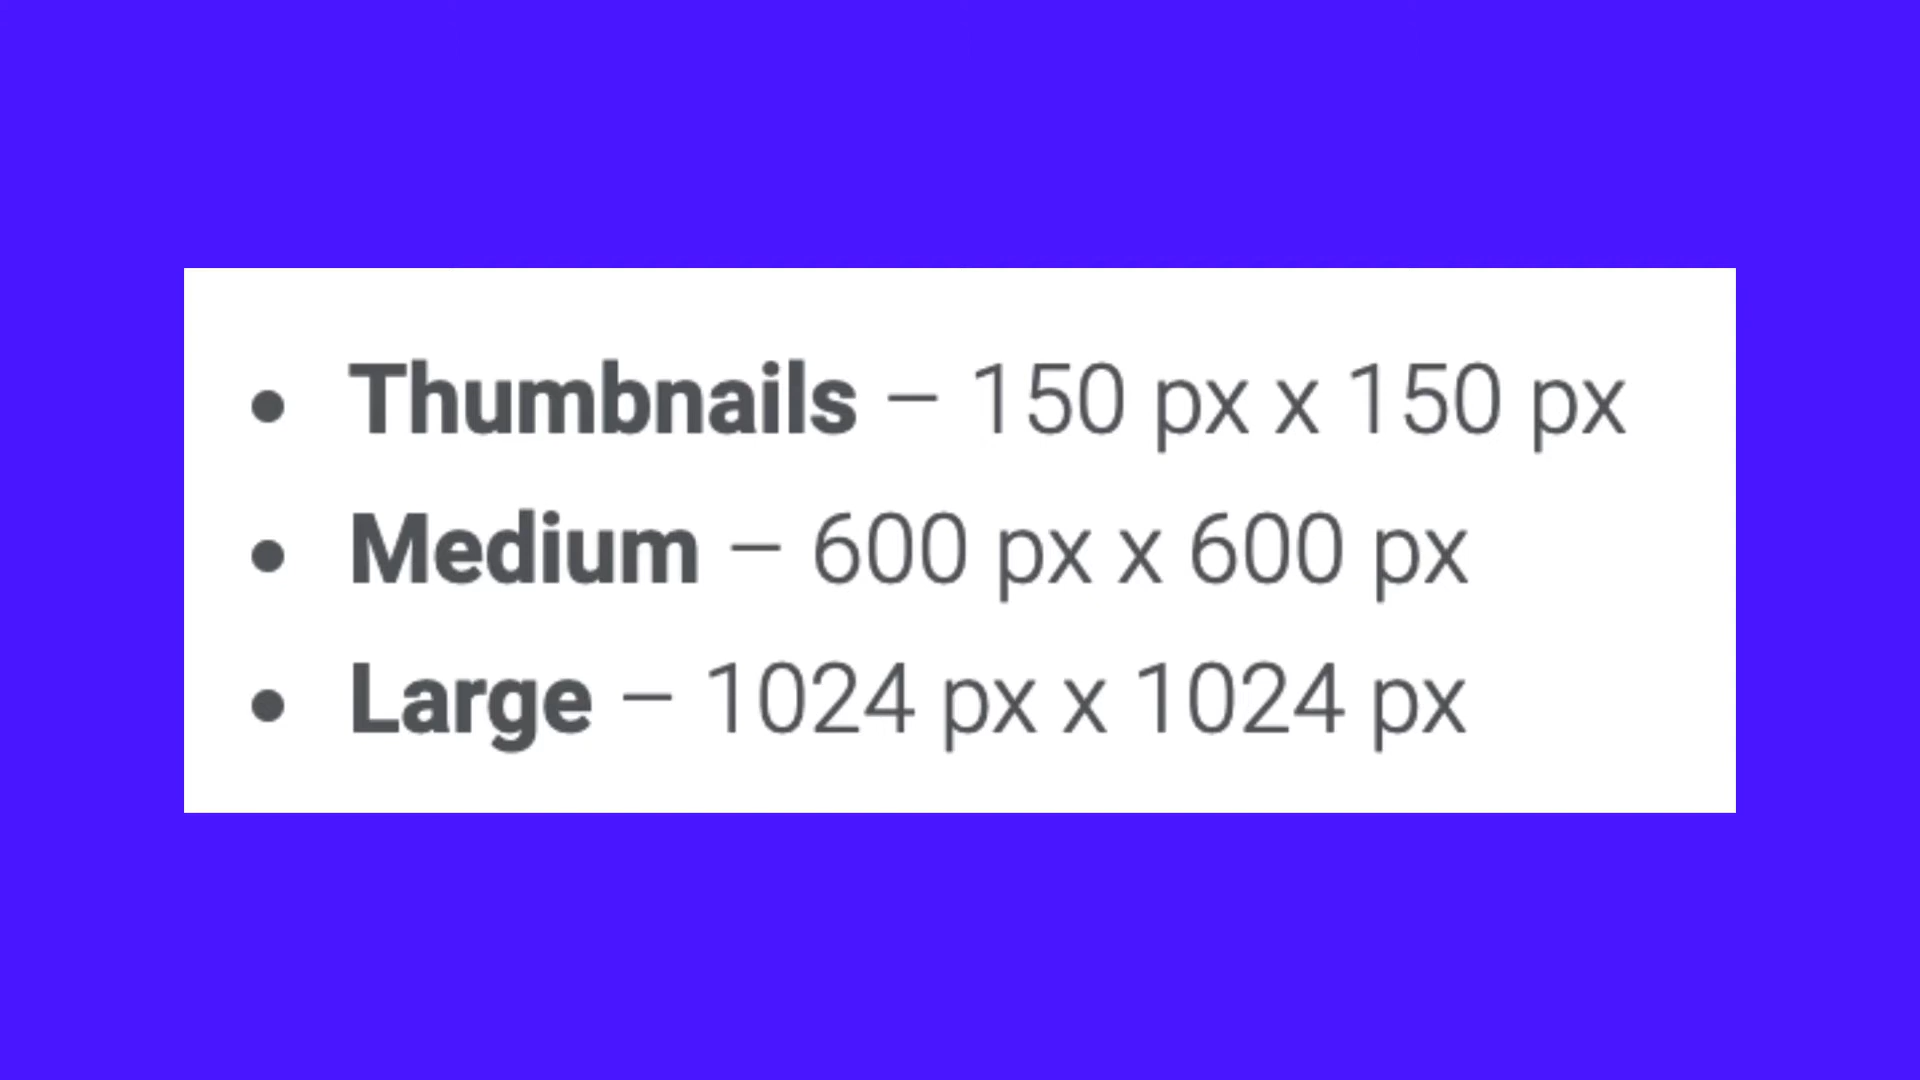 • Thumbnails – 150 px x 150 px
• Medium – 600 px x 600 px
• Large – 1024 px x 1024 px